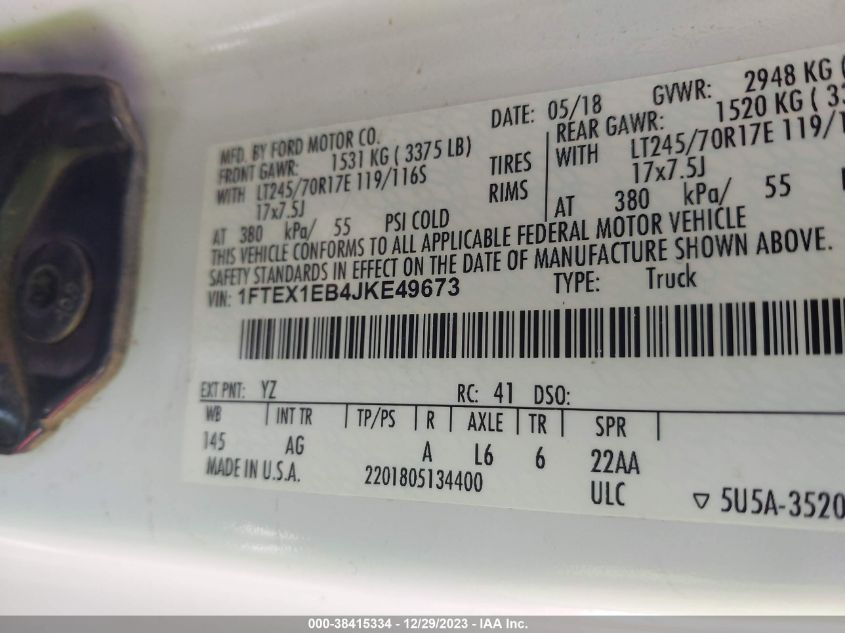 MFD. BY FORD MOTOR CO. DATE: 05/18 GVWR: 2948 KG (
FRONT GAWR: 1531 KG ( 3375 LB) REAR GAWR: 1520 KG (
WITH LT245/70R17E 119/116S TIRES WITH LT245/70R17E 119/
17x7.5J RIMS 17x7.5J
AT 380 kPa/ 55 PSI COLD AT 380 kPa/ 55
THIS VEHICLE CONFORMS TO ALL APPLICABLE FEDERAL MOTOR VEHICLE
SAFETY STANDARDS IN EFFECT ON THE DATE OF MANUFACTURE SHOWN ABOVE.
VIN: 1FTEX1EB4JKE49673 TYPE: Truck
EXT PNT: YZ RC: 41 DSO:
WB INT TR TP/PS R AXLE TR SPR
145 AG A L6 6 22AA
MADE IN U.S.A. 2201805134400 ULC
▽ 5U5A-3520
000-38415334 - 12/29/2023 - IAA Inc.